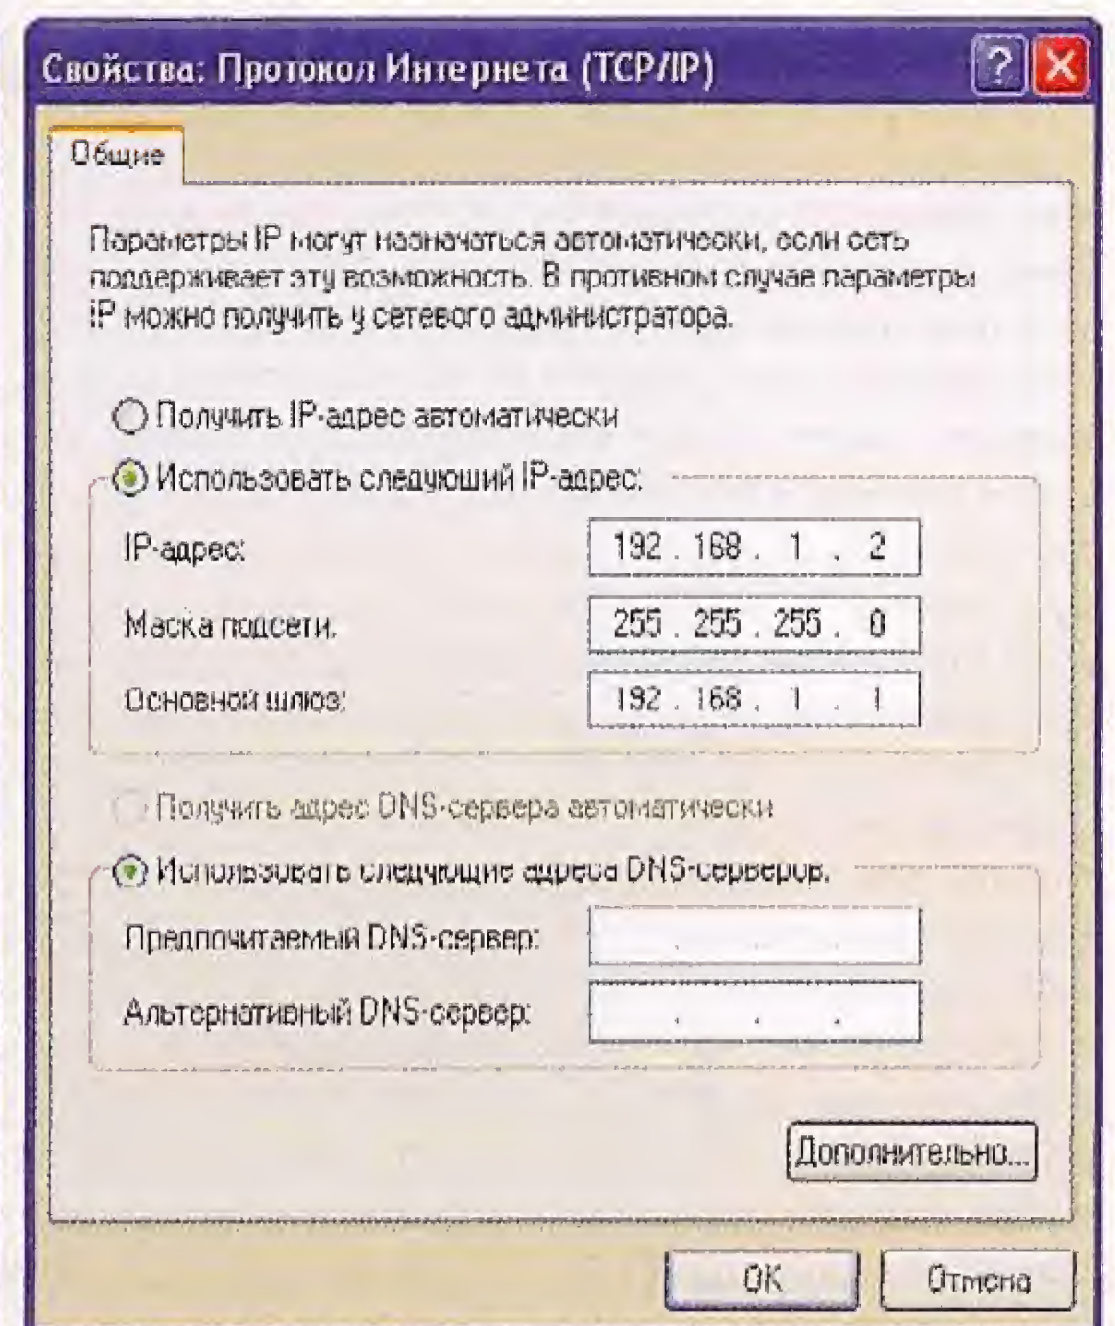 Свойства: Протокол Интернета (TCP/IP)
?
Общие
Параметры IP могут назначаться автоматически, если сеть
поддерживает эту возможность. В противном случае параметры
IP можно получить у сетевого администратора.
Получить IP-адрес автоматически
Использовать следующий IP-адрес:
IP-адрес: 192 . 168 . 1 . 2
Маска подсети: 255 . 255 . 255 . 0
Основной шлюз: 192 . 168 . 1 . 1
Получить адрес DNS-сервера автоматически
Использовать следующие адреса DNS-серверов:
Предпочитаемый DNS-сервер: . . .
Альтернативный DNS-сервер: . . .
Дополнительно...
OK Отмена